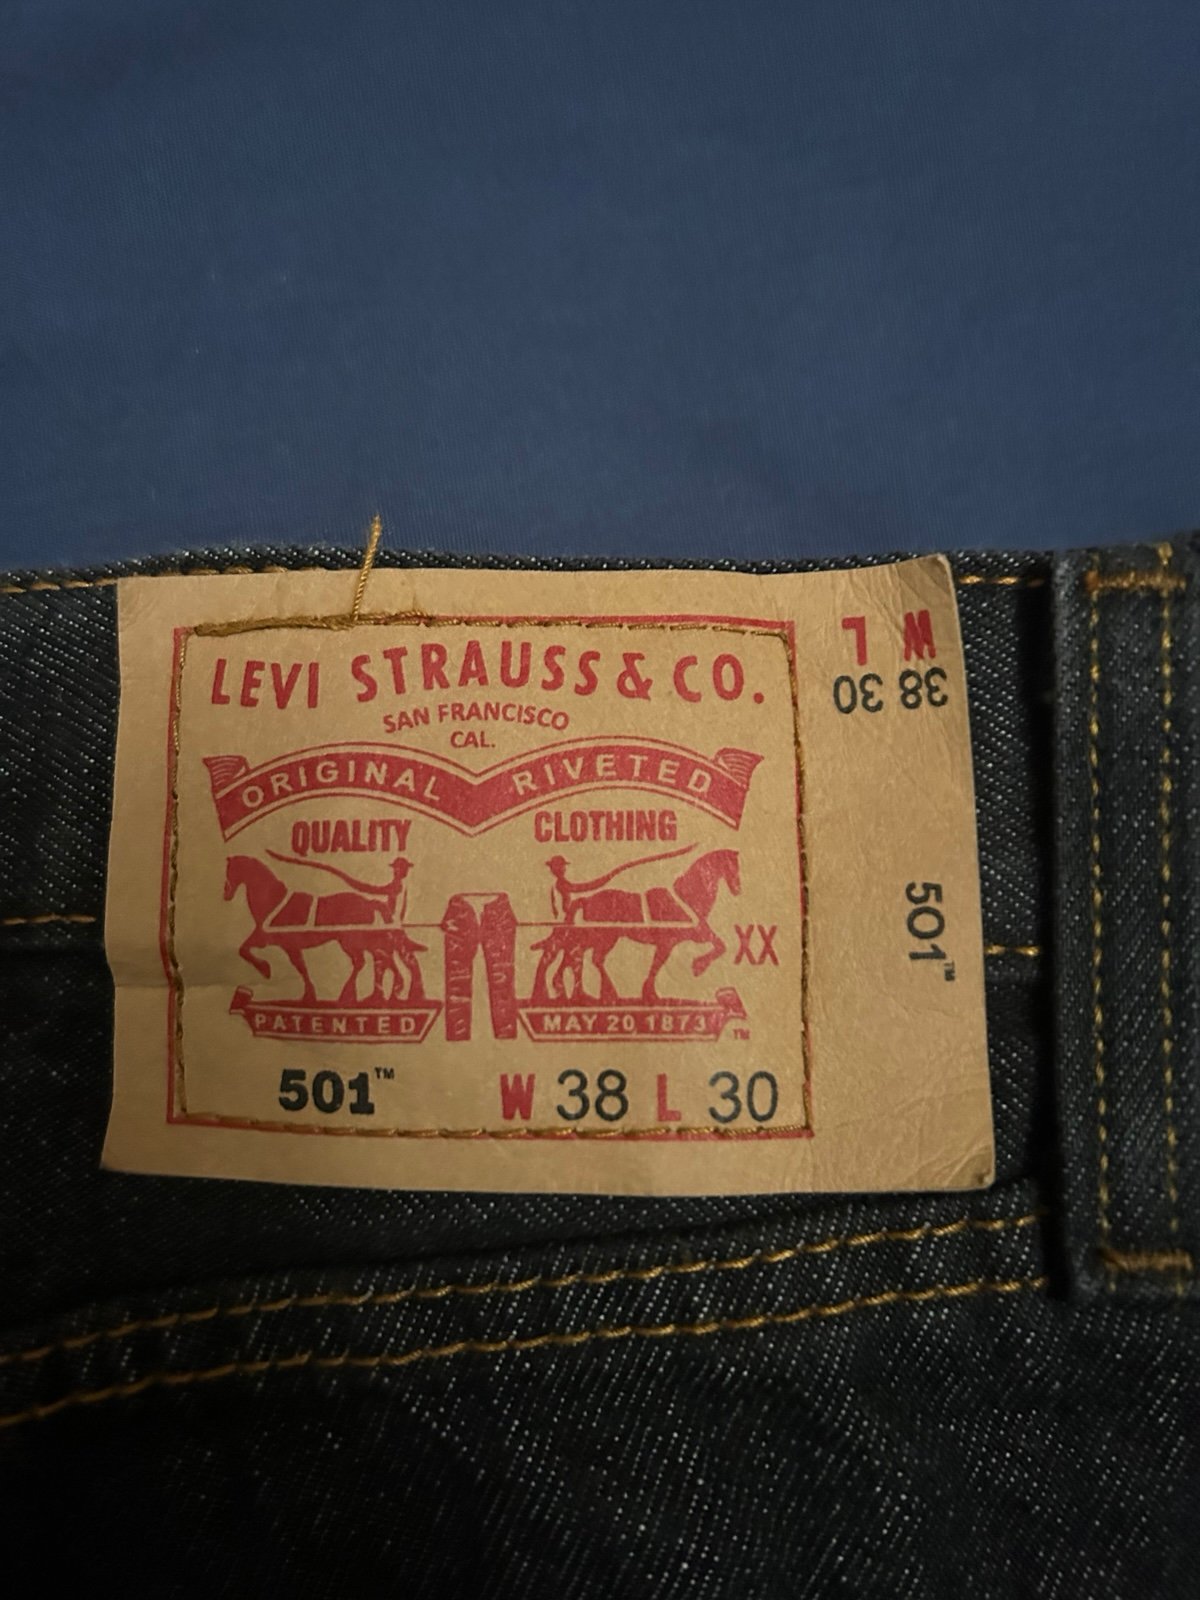 LEVI STRAUSS & CO.
SAN FRANCISCO
CAL.
ORIGINAL RIVETED
QUALITY CLOTHING
XX
PATENTED MAY 20 1873™
501™ W 38 L 30
W L
38 30
501™